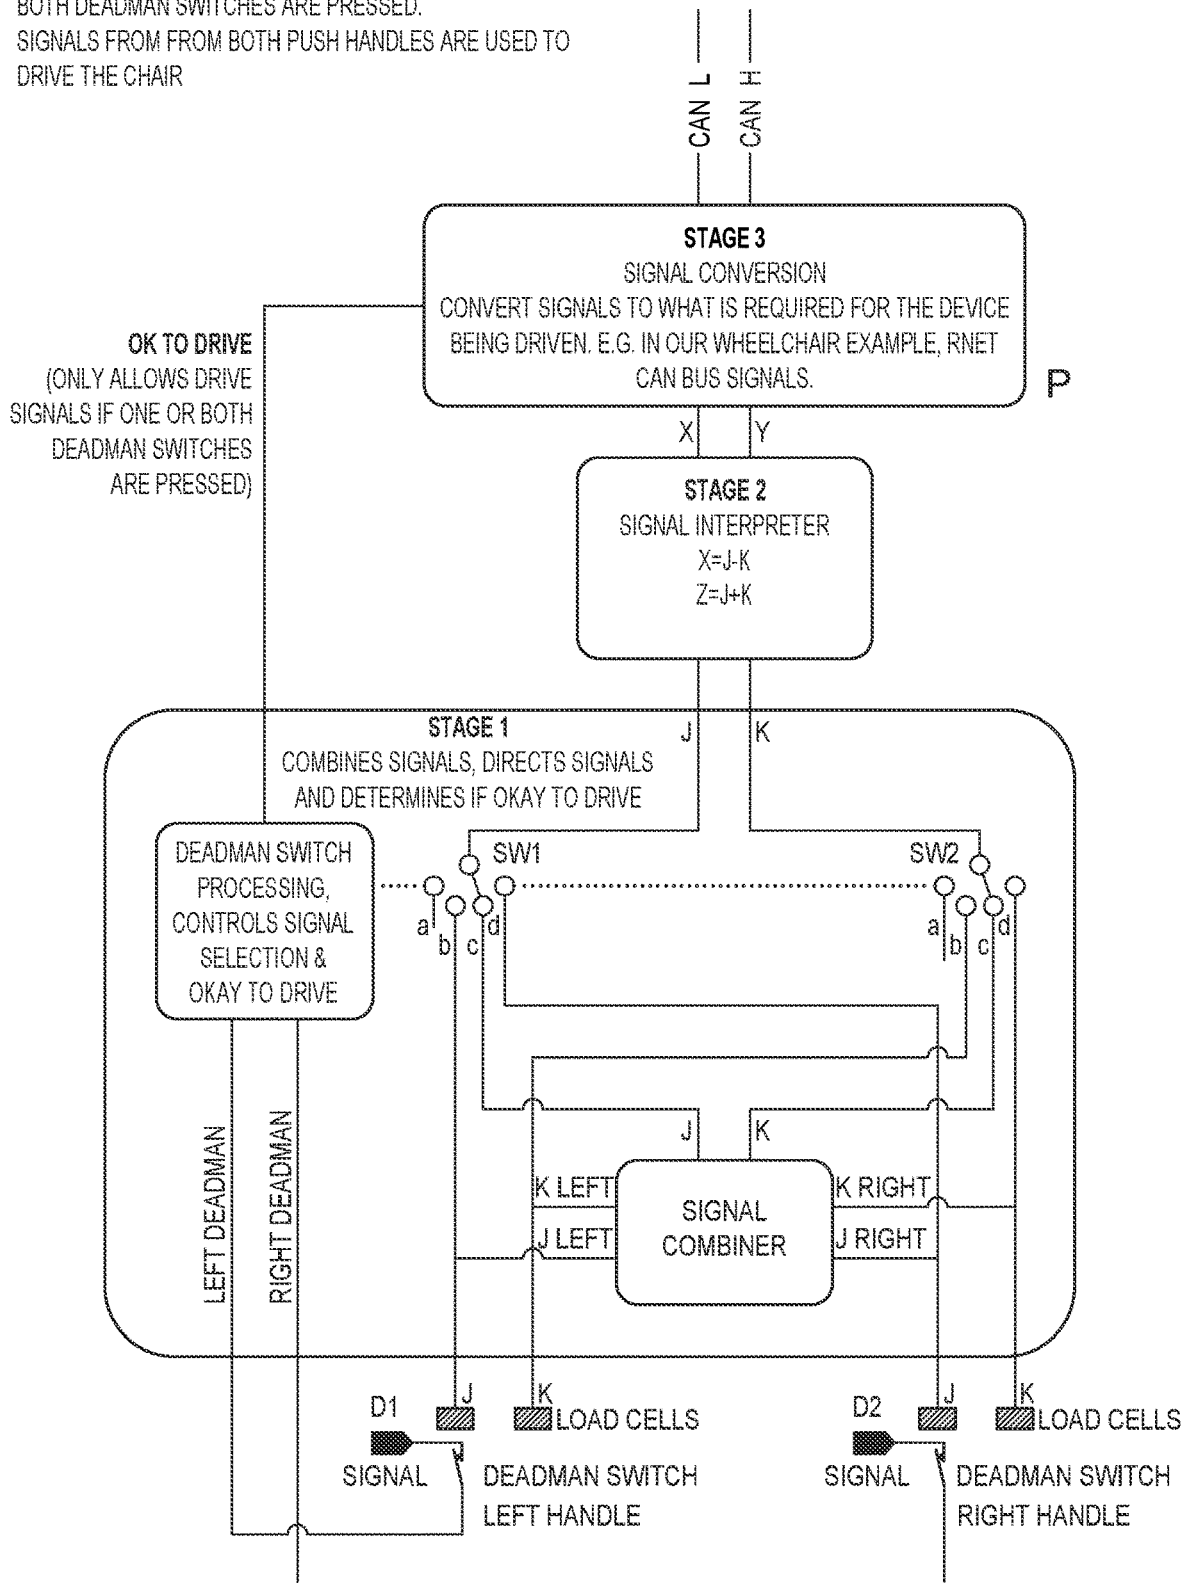 BOTH DEADMAN SWITCHES ARE PRESSED.
SIGNALS FROM FROM BOTH PUSH HANDLES ARE USED TO
DRIVE THE CHAIR
CAN L
CAN H
STAGE 3
SIGNAL CONVERSION
CONVERT SIGNALS TO WHAT IS REQUIRED FOR THE DEVICE
BEING DRIVEN. E.G. IN OUR WHEELCHAIR EXAMPLE, RNET
CAN BUS SIGNALS.
P
OK TO DRIVE
(ONLY ALLOWS DRIVE
SIGNALS IF ONE OR BOTH
DEADMAN SWITCHES
ARE PRESSED)
X
Y
STAGE 2
SIGNAL INTERPRETER
X=J-K
Z=J+K
STAGE 1
COMBINES SIGNALS, DIRECTS SIGNALS
AND DETERMINES IF OKAY TO DRIVE
J
K
DEADMAN SWITCH
PROCESSING,
CONTROLS SIGNAL
SELECTION &
OKAY TO DRIVE
SW1
a
b
c
d
SW2
a
b
c
d
J
K
LEFT DEADMAN
RIGHT DEADMAN
K LEFT
J LEFT
SIGNAL
COMBINER
K RIGHT
J RIGHT
D1
J
K
LOAD CELLS
SIGNAL
DEADMAN SWITCH
LEFT HANDLE
D2
J
K
LOAD CELLS
SIGNAL
DEADMAN SWITCH
RIGHT HANDLE